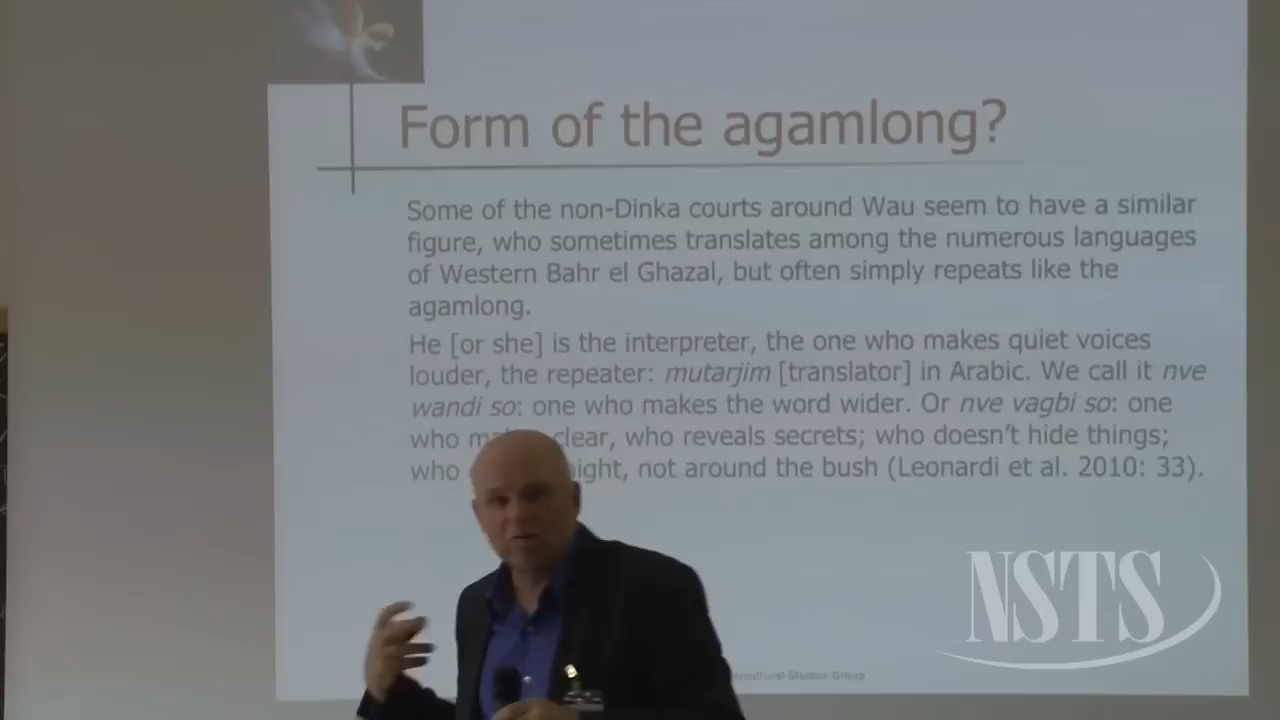 Form of the agamlong?
Some of the non-Dinka courts around Wau seem to have a similar
figure, who sometimes translates among the numerous languages
of Western Bahr el Ghazal, but often simply repeats like the
agamlong.
He [or she] is the interpreter, the one who makes quiet voices
louder, the repeater: mutarjim [translator] in Arabic. We call it nve
wandi so: one who makes the word wider. Or nve vagbi so: one
who clear, who reveals secrets; who doesn't hide things;
who not around the bush (Leonardi et al. 2010: 33).
NSTS
Studies Group